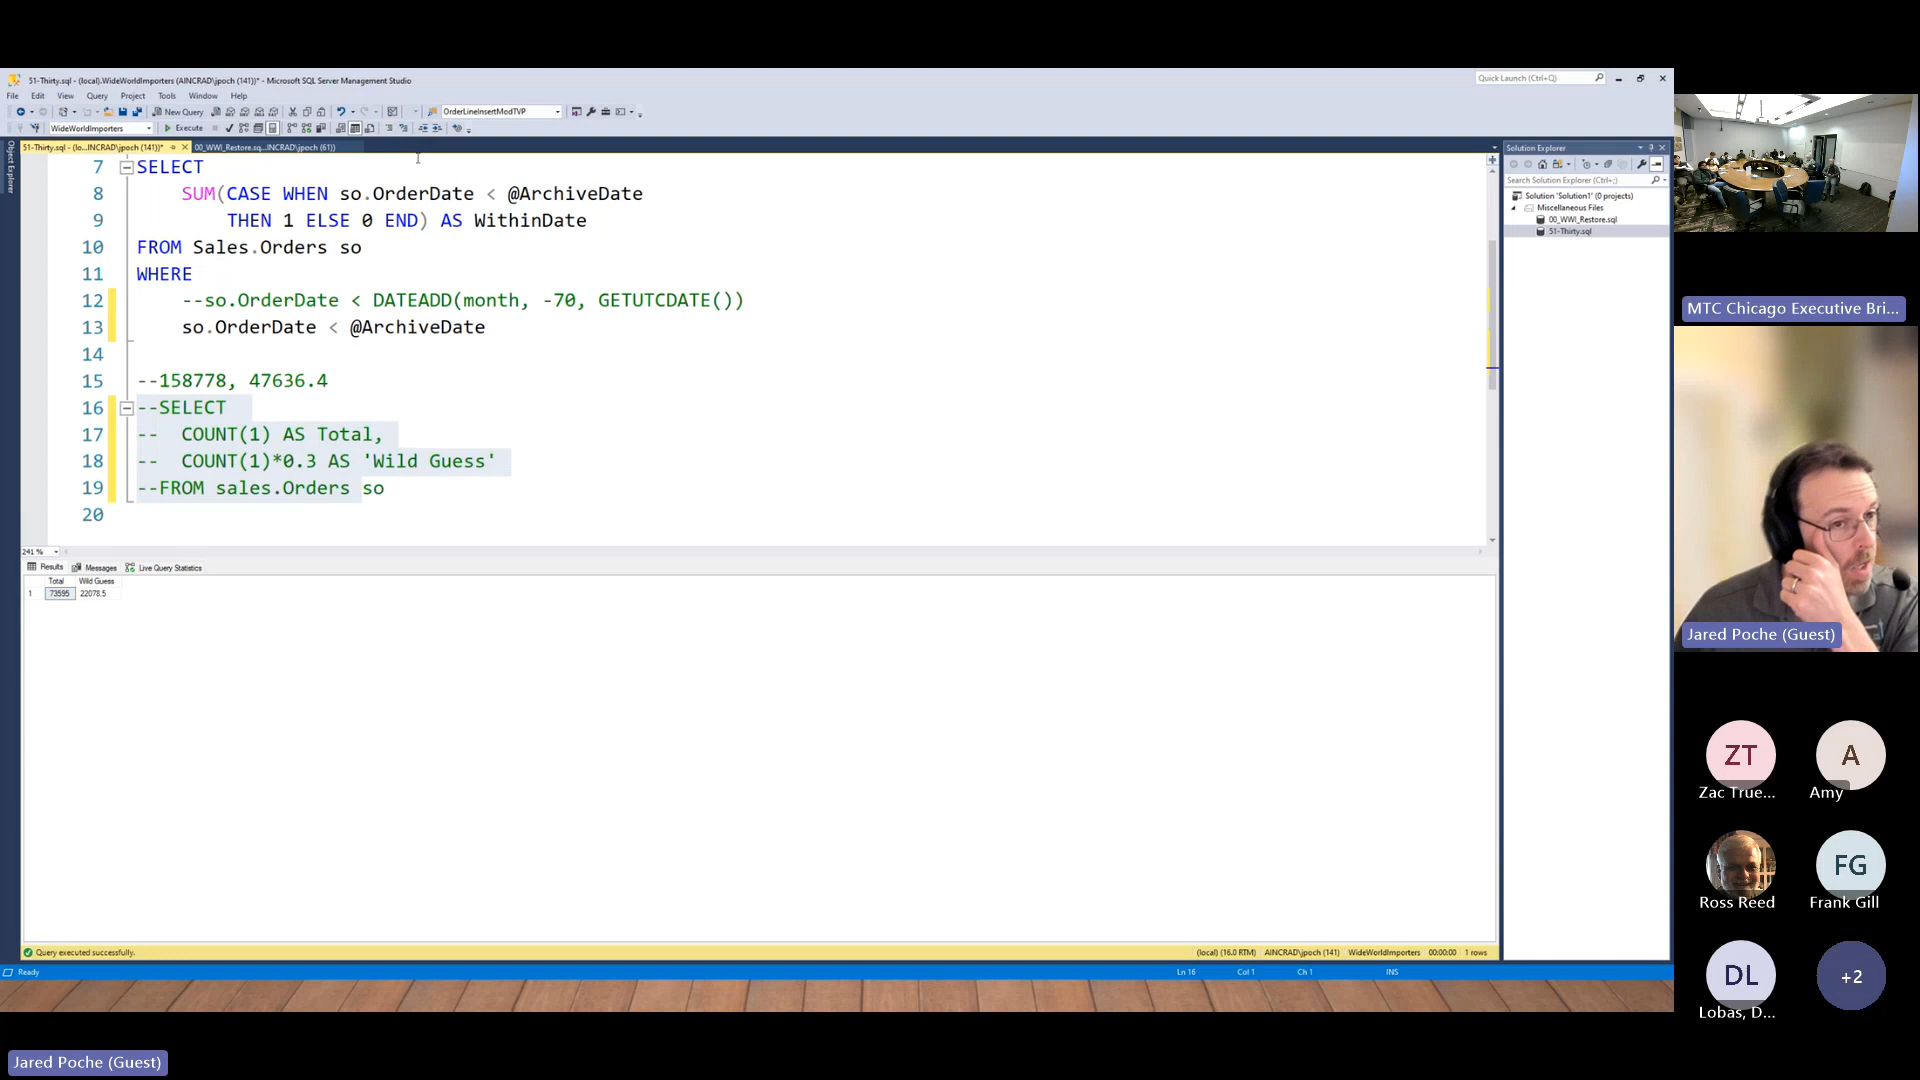 51-Thirty.sql - (local).WideWorldImporters (AINCRAD\jpoch (141))* - Microsoft SQL Server Management Studio
Quick Launch (Ctrl+Q)
File Edit View Query Project Tools Window Help
New Query
OrderLineInsertModTVP
WideWorldImporters
Execute
Object Explorer
51-Thirty.sql - (lo...INCRAD\jpoch (141))*
00_WWI_Restore.sq...INCRAD\jpoch (61))
7 SELECT
8 SUM(CASE WHEN so.OrderDate < @ArchiveDate
9 THEN 1 ELSE 0 END) AS WithinDate
10 FROM Sales.Orders so
11 WHERE
12 --so.OrderDate < DATEADD(month, -70, GETUTCDATE())
13 so.OrderDate < @ArchiveDate
14
15 --158778, 47636.4
16 --SELECT
17 -- COUNT(1) AS Total,
18 -- COUNT(1)*0.3 AS 'Wild Guess'
19 --FROM sales.Orders so
20
241 %
Results Messages Live Query Statistics
Total Wild Guess
1 73595 22078.5
Query executed successfully.
(local) (16.0 RTM) AINCRAD\jpoch (141) WideWorldImporters 00:00:00 1 rows
Ready
Ln 16 Col 1 Ch 1 INS
Solution Explorer
Search Solution Explorer (Ctrl+;)
Solution 'Solution1' (0 projects)
Miscellaneous Files
00_WWI_Restore.sql
51-Thirty.sql
MTC Chicago Executive Bri...
Jared Poche (Guest)
ZT
Zac True...
A
Amy
Ross Reed
FG
Frank Gill
DL
Lobas, D...
+2
Jared Poche (Guest)